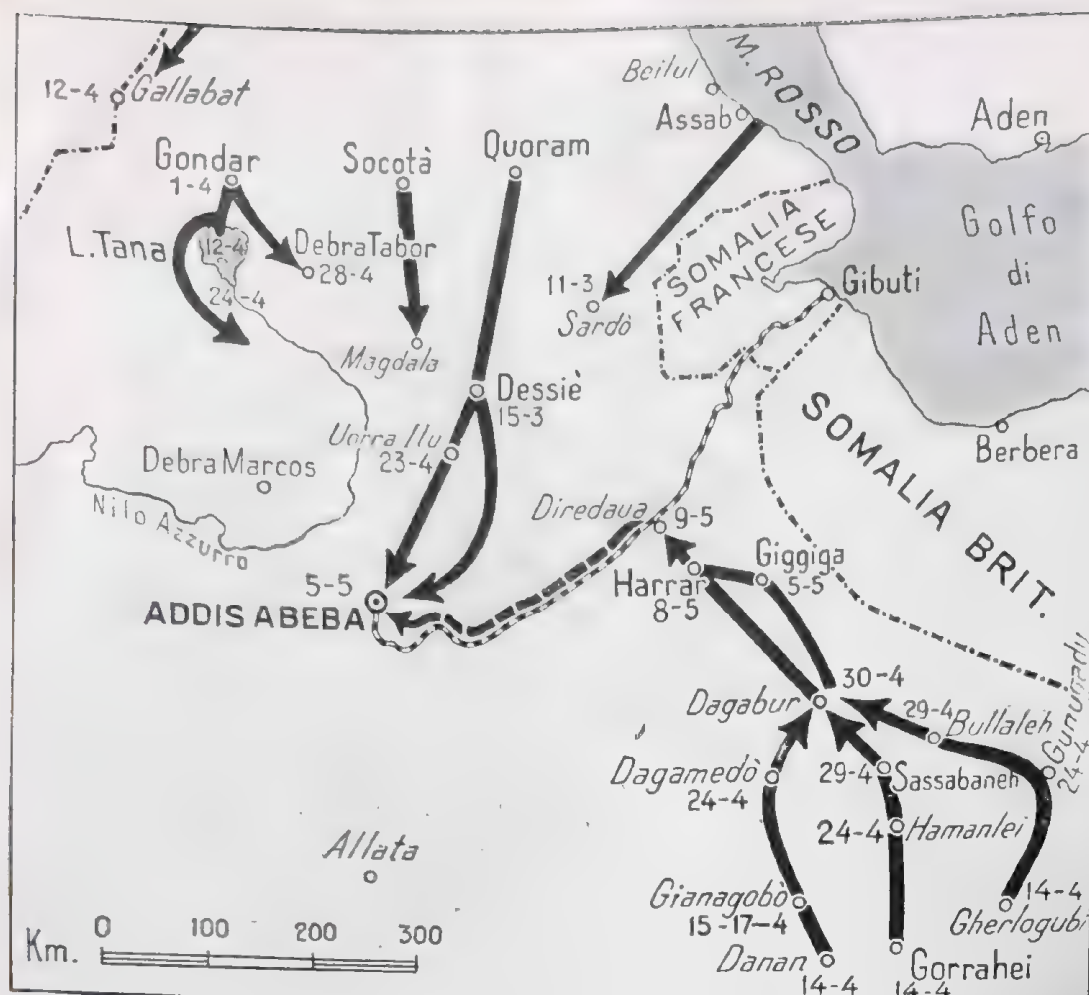 M. ROSSO
Beilul
Assab
Aden
12-4
Gallabat
Gondar
1-4
Socotà
Quoram
L. Tana
12-4
Debra Tabor
28-4
24-4
11-3
Sardò
SOMALIA
FRANCESE
Golfo
di
Aden
Gibuti
Magdala
Dessiè
15-3
Uorra Ilu
23-4
Debra Marcos
Nilo Azzurro
Berbera
SOMALIA BRIT.
Diredaua
9-5
Harrar
8-5
Giggiga
5-5
5-5
ADDIS ABEBA
Dagabur
30-4
29-4
Bullaleh
Gunugadu
24-4
Dagamedò
24-4
29-4
Sassabaneh
24-4
Hamanlei
Allata
Gianagobò
15-17-4
14-4
Gherlogubi
Danan
14-4
Gorrahei
14-4
0 100 200 300
Km.